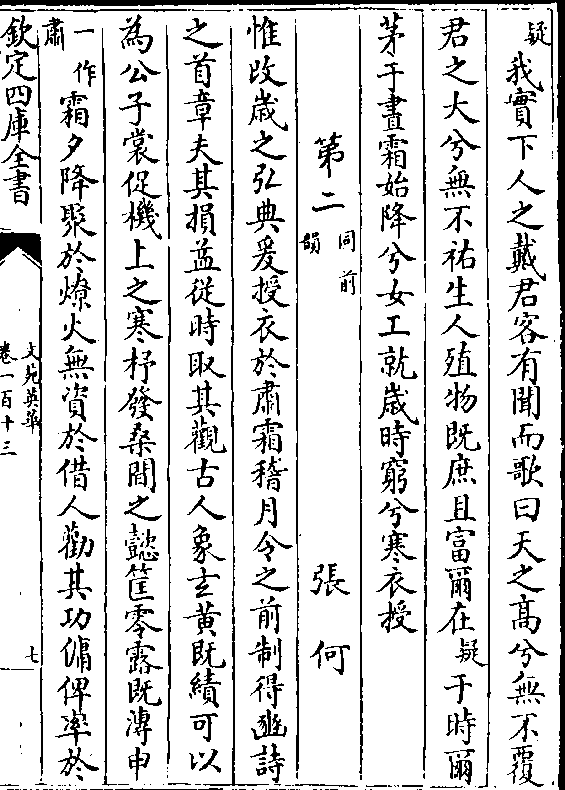 疑我實下人之戴君客有聞而歌曰天之髙兮無不覆
君之大兮無不祐生人殖物既庶且富爾在疑于時爾
茅于晝霜始降兮女工就歳時窮兮寒衣授
第二同前韻 張何
惟改歳之弘典爰授衣於肅霜稽月令之前制得豳詩
之首章夫其損益從時取其觀古人象玄黄既績可以
為公子裳促機上之寒杼發桑間之懿筐零露既漙申
肅一作霜夕降聚於燎火無資於借人勸其功傭俾率於
欽定四庫全書
文苑英華
卷一百十三
七